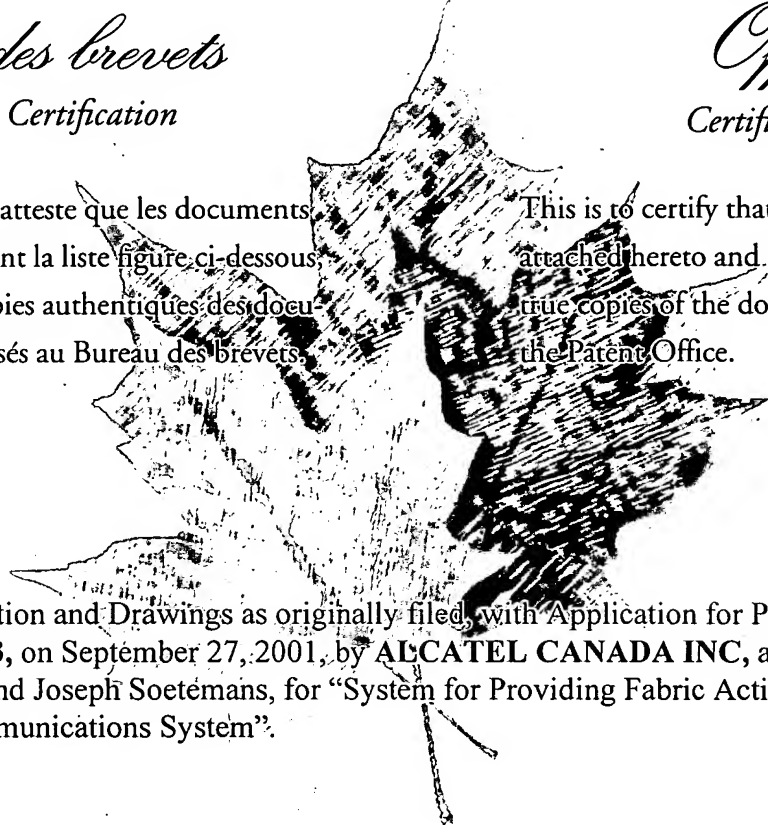 des brevets
Certification
atteste que les documents
nt la liste figure ci-dessous
pies authentiques des docu-
sés au Bureau des brevets.
This is to certify that
attached hereto and
true copies of the do
the Patent Office.
tion and Drawings as originally filed, with Application for P
, on September 27, 2001, by ALCATEL CANADA INC, a
nd Joseph Soetemans, for "System for Providing Fabric Acti
munications System".